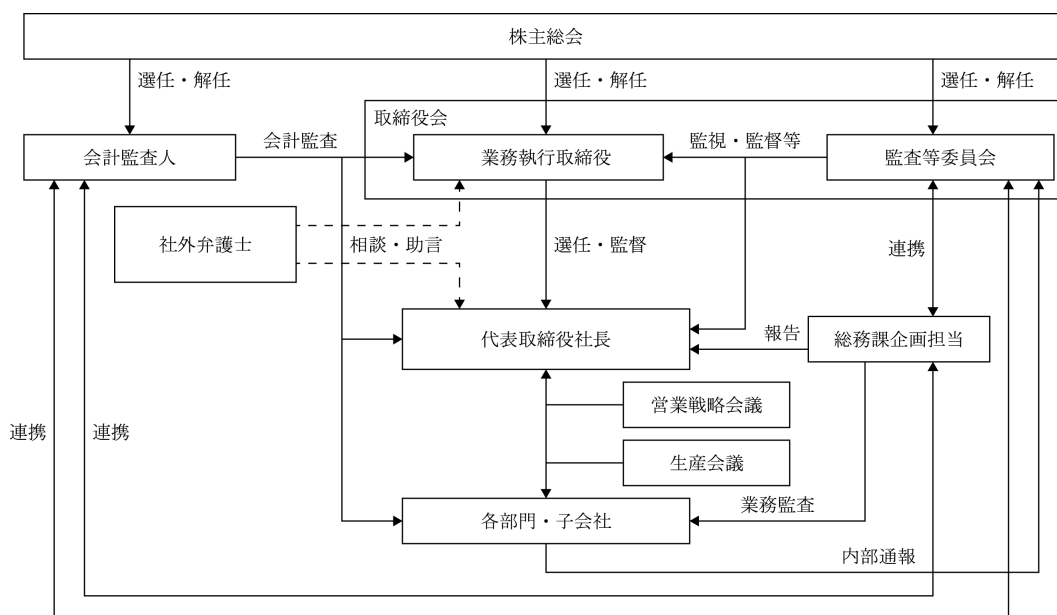 株主総会
選任・解任
選任・解任
選任・解任
取締役会
会計監査人
会計監査
業務執行取締役
監視・監督等
監査等委員会
社外弁護士
相談・助言
選任・監督
連携
代表取締役社長
報告
総務課企画担当
営業戦略会議
連携
連携
生産会議
各部門・子会社
業務監査
内部通報